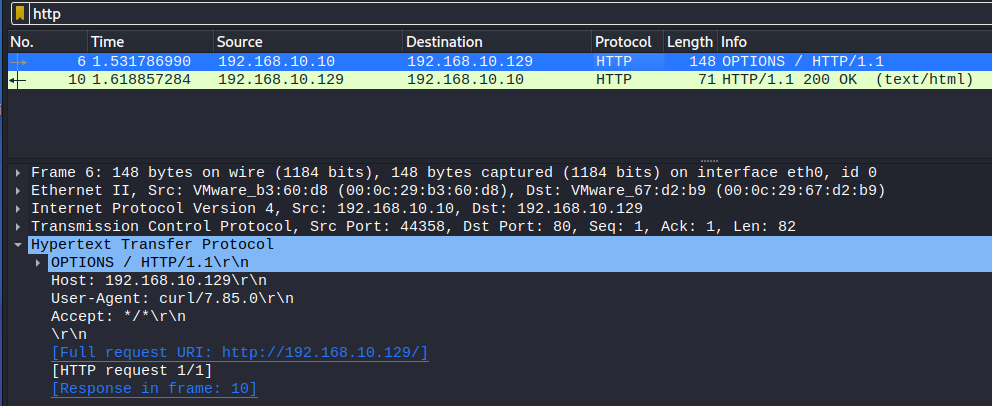 http
No. Time Source Destination Protocol Length Info
6 1.531786990 192.168.10.10 192.168.10.129 HTTP 148 OPTIONS / HTTP/1.1
10 1.618857284 192.168.10.129 192.168.10.10 HTTP 71 HTTP/1.1 200 OK (text/html)
Frame 6: 148 bytes on wire (1184 bits), 148 bytes captured (1184 bits) on interface eth0, id 0
Ethernet II, Src: VMware_b3:60:d8 (00:0c:29:b3:60:d8), Dst: VMware_67:d2:b9 (00:0c:29:67:d2:b9)
Internet Protocol Version 4, Src: 192.168.10.10, Dst: 192.168.10.129
Transmission Control Protocol, Src Port: 44358, Dst Port: 80, Seq: 1, Ack: 1, Len: 82
Hypertext Transfer Protocol
OPTIONS / HTTP/1.1\r\n
Host: 192.168.10.129\r\n
User-Agent: curl/7.85.0\r\n
Accept: */*\r\n
\r\n
[Full request URI: http://192.168.10.129/]
[HTTP request 1/1]
[Response in frame: 10]